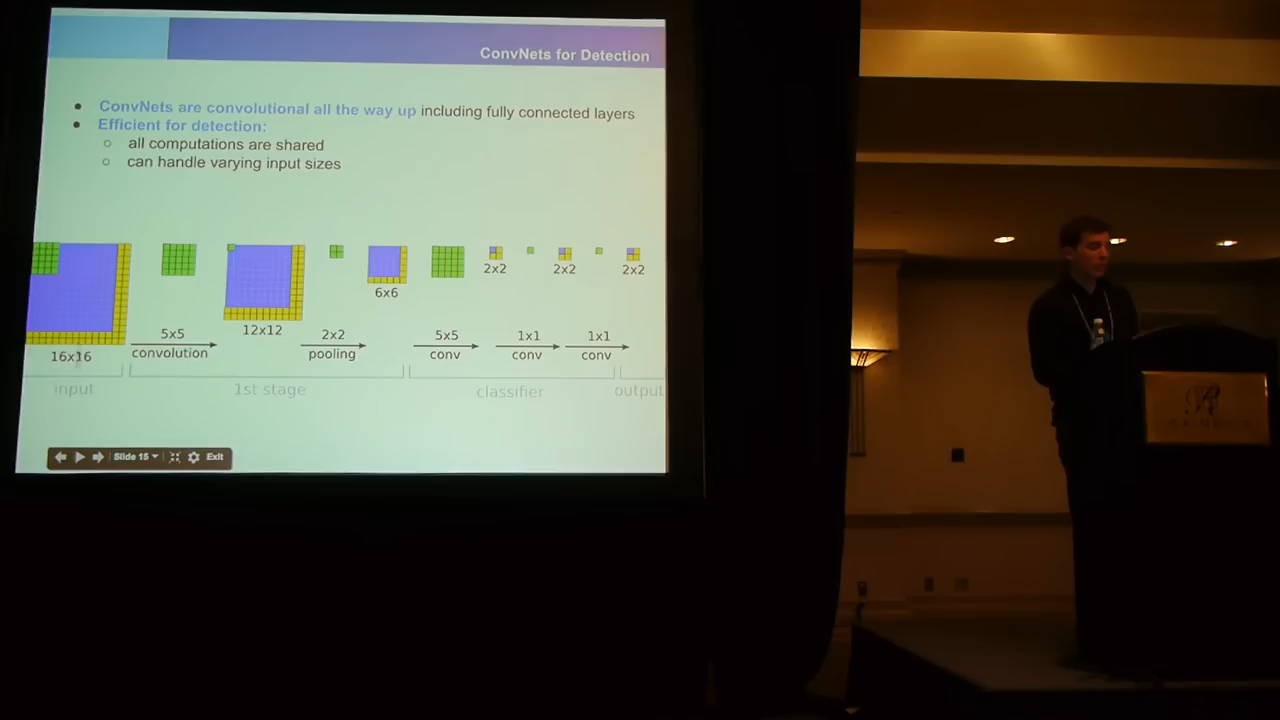 ConvNets for Detection
ConvNets are convolutional all the way up including fully connected layers
Efficient for detection:
all computations are shared
can handle varying input sizes
2x2 2x2 2x2
6x6
12x12
16x16
5x5 2x2 5x5 1x1 1x1
convolution pooling conv conv conv
input 1st stage classifier output
Slide 15 Exit